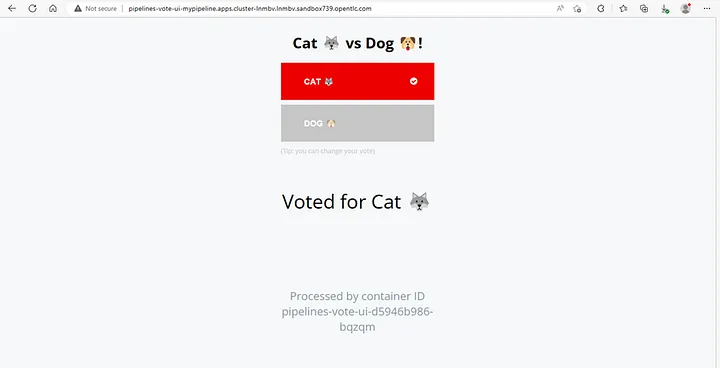 Not secure | pipelines-vote-ui-mypipeline.apps.cluster-lnmbv.lnmbv.sandbox739.opentlc.com
Cat 🐺 vs Dog 🐶!
CAT 🐺
DOG 🐶
(Tip: you can change your vote)
Voted for Cat 🐺
Processed by container ID
pipelines-vote-ui-d5946b986-
bqzqm